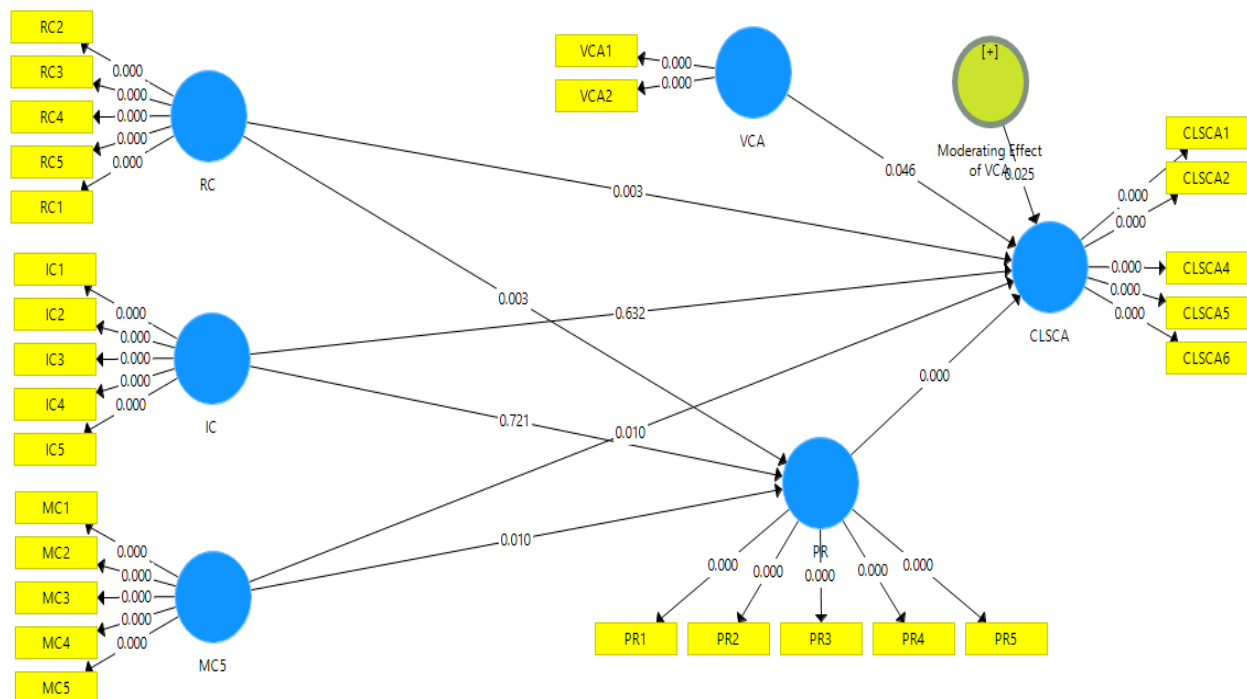 RC2
RC3
RC4
RC5
RC1
0.000
0.000
0.000
0.000
0.000
RC
IC1
IC2
IC3
IC4
IC5
0.000
0.000
0.000
0.000
0.000
IC
MC1
MC2
MC3
MC4
MC5
0.000
0.000
0.000
0.000
0.000
MC5
VCA1
VCA2
0.000
0.000
VCA
[+]
Moderating Effect
of VCA
0.025
0.046
0.003
0.003
0.632
0.721
0.010
0.010
0.000
CLSCA
0.000
0.000
0.000
0.000
0.000
CLSCA1
CLSCA2
CLSCA4
CLSCA5
CLSCA6
PR
0.000
0.000
0.000
0.000
0.000
PR1
PR2
PR3
PR4
PR5